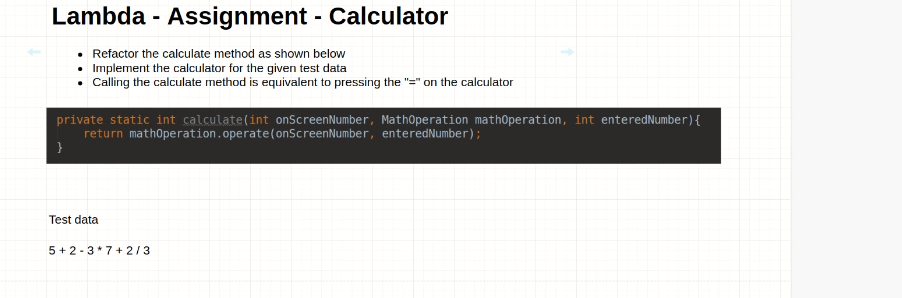 Lambda - Assignment - Calculator
Refactor the calculate method as shown below
Implement the calculator for the given test data
Calling the calculate method is equivalent to pressing the "=" on the calculator
private static int calculate(int onScreenNumber, MathOperation mathOperation, int enteredNumber){
    return mathOperation.operate(onScreenNumber, enteredNumber);
}
Test data
5 + 2 - 3 * 7 + 2 / 3